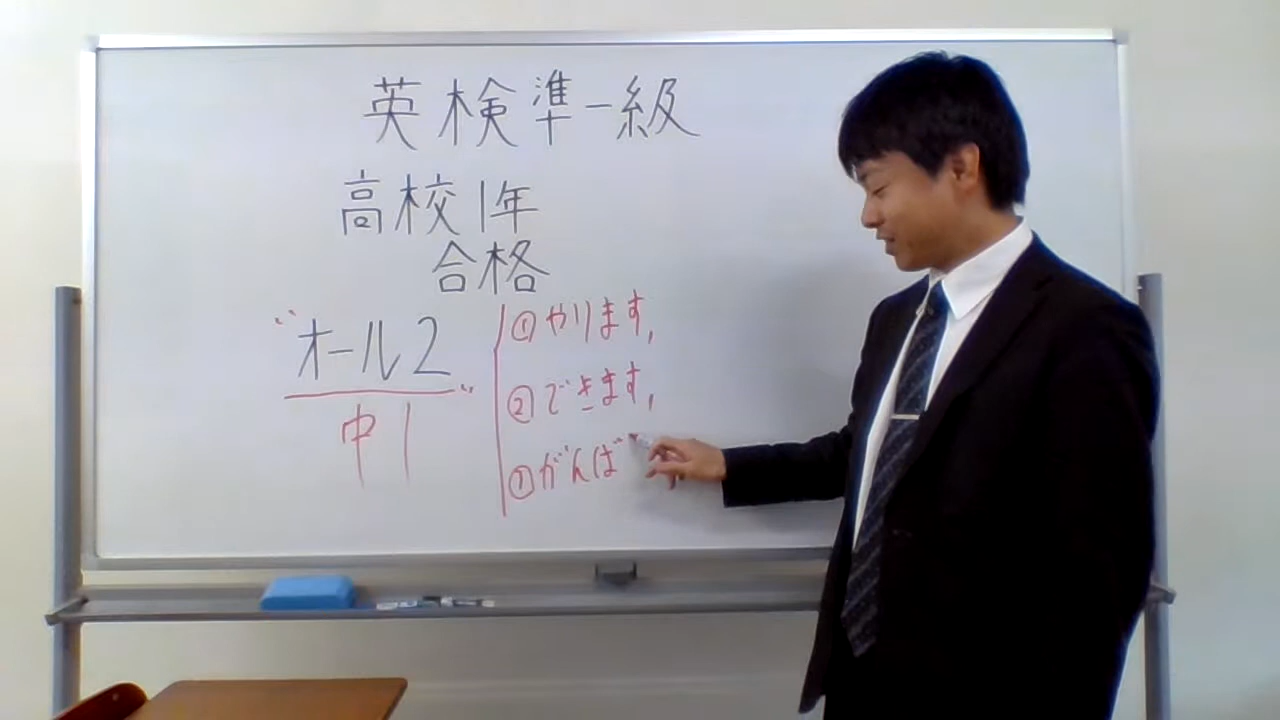 英検準一級
高校1年
合格
"オール2"
中1
①やります,
②できます,
③がんば